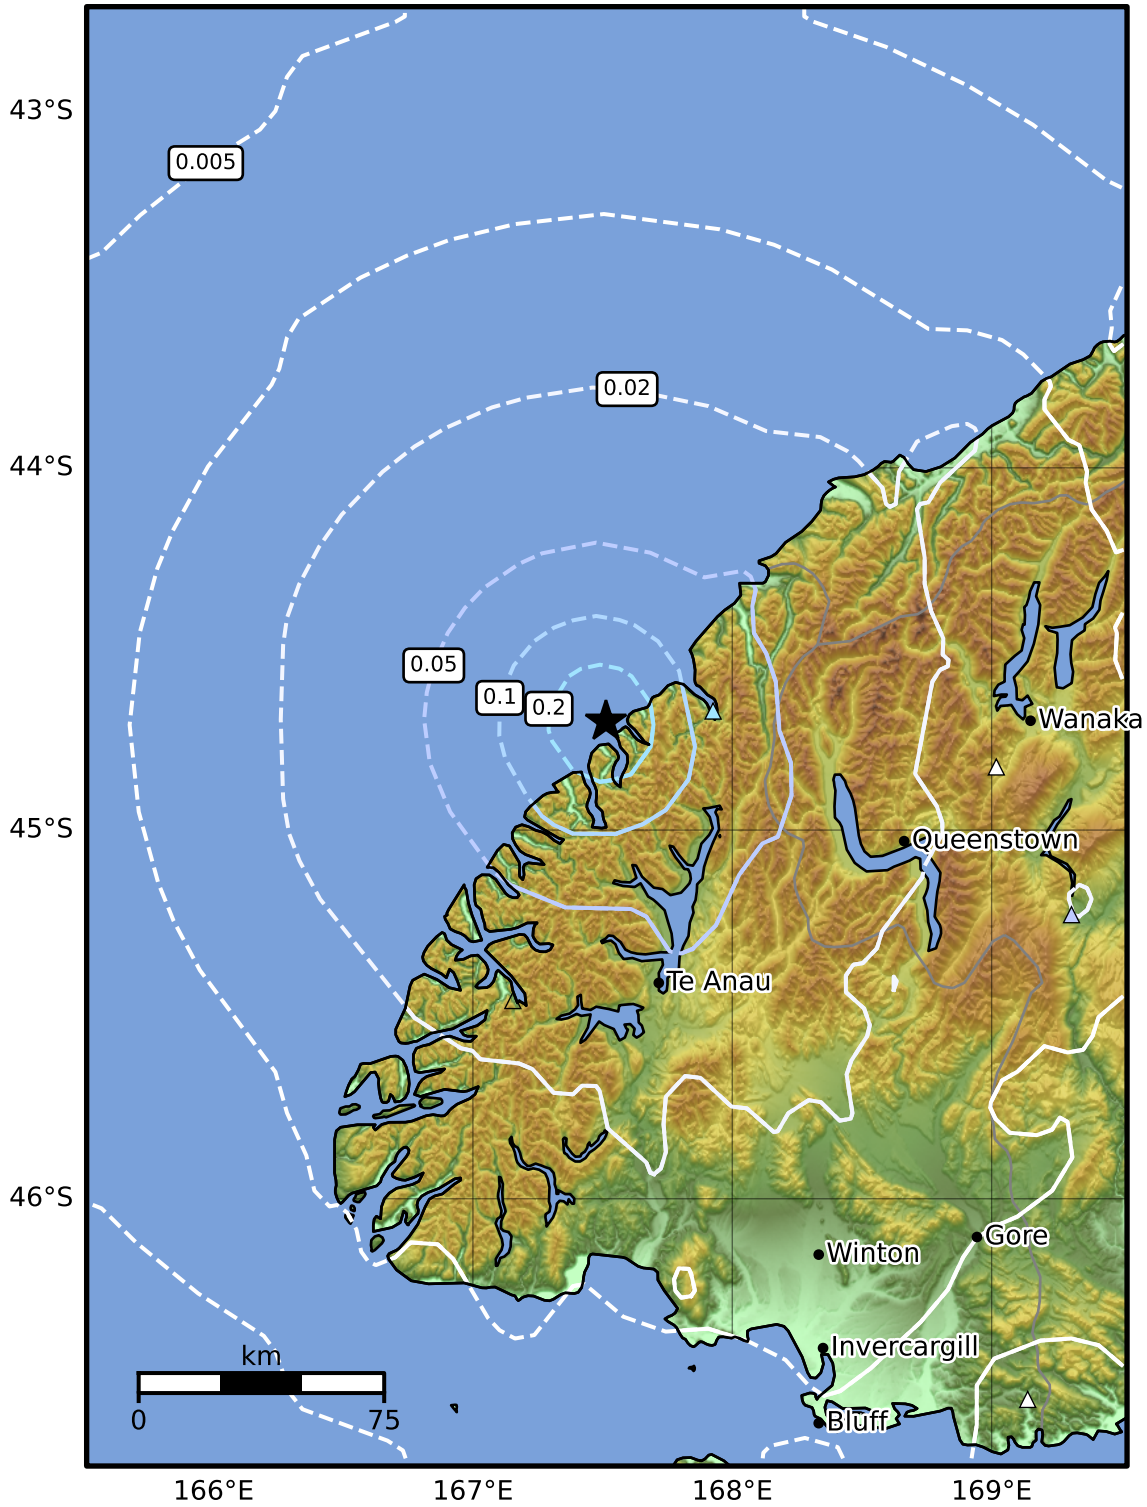 43°S
0.005
0.02
44°S
0.05
0.1
0.2
Wanaka
45°S
Queenstown
Te Anau
46°S
Gore
Winton
Invercargill
km
0
75
Bluff
166°E
167°E
168°E
169°E